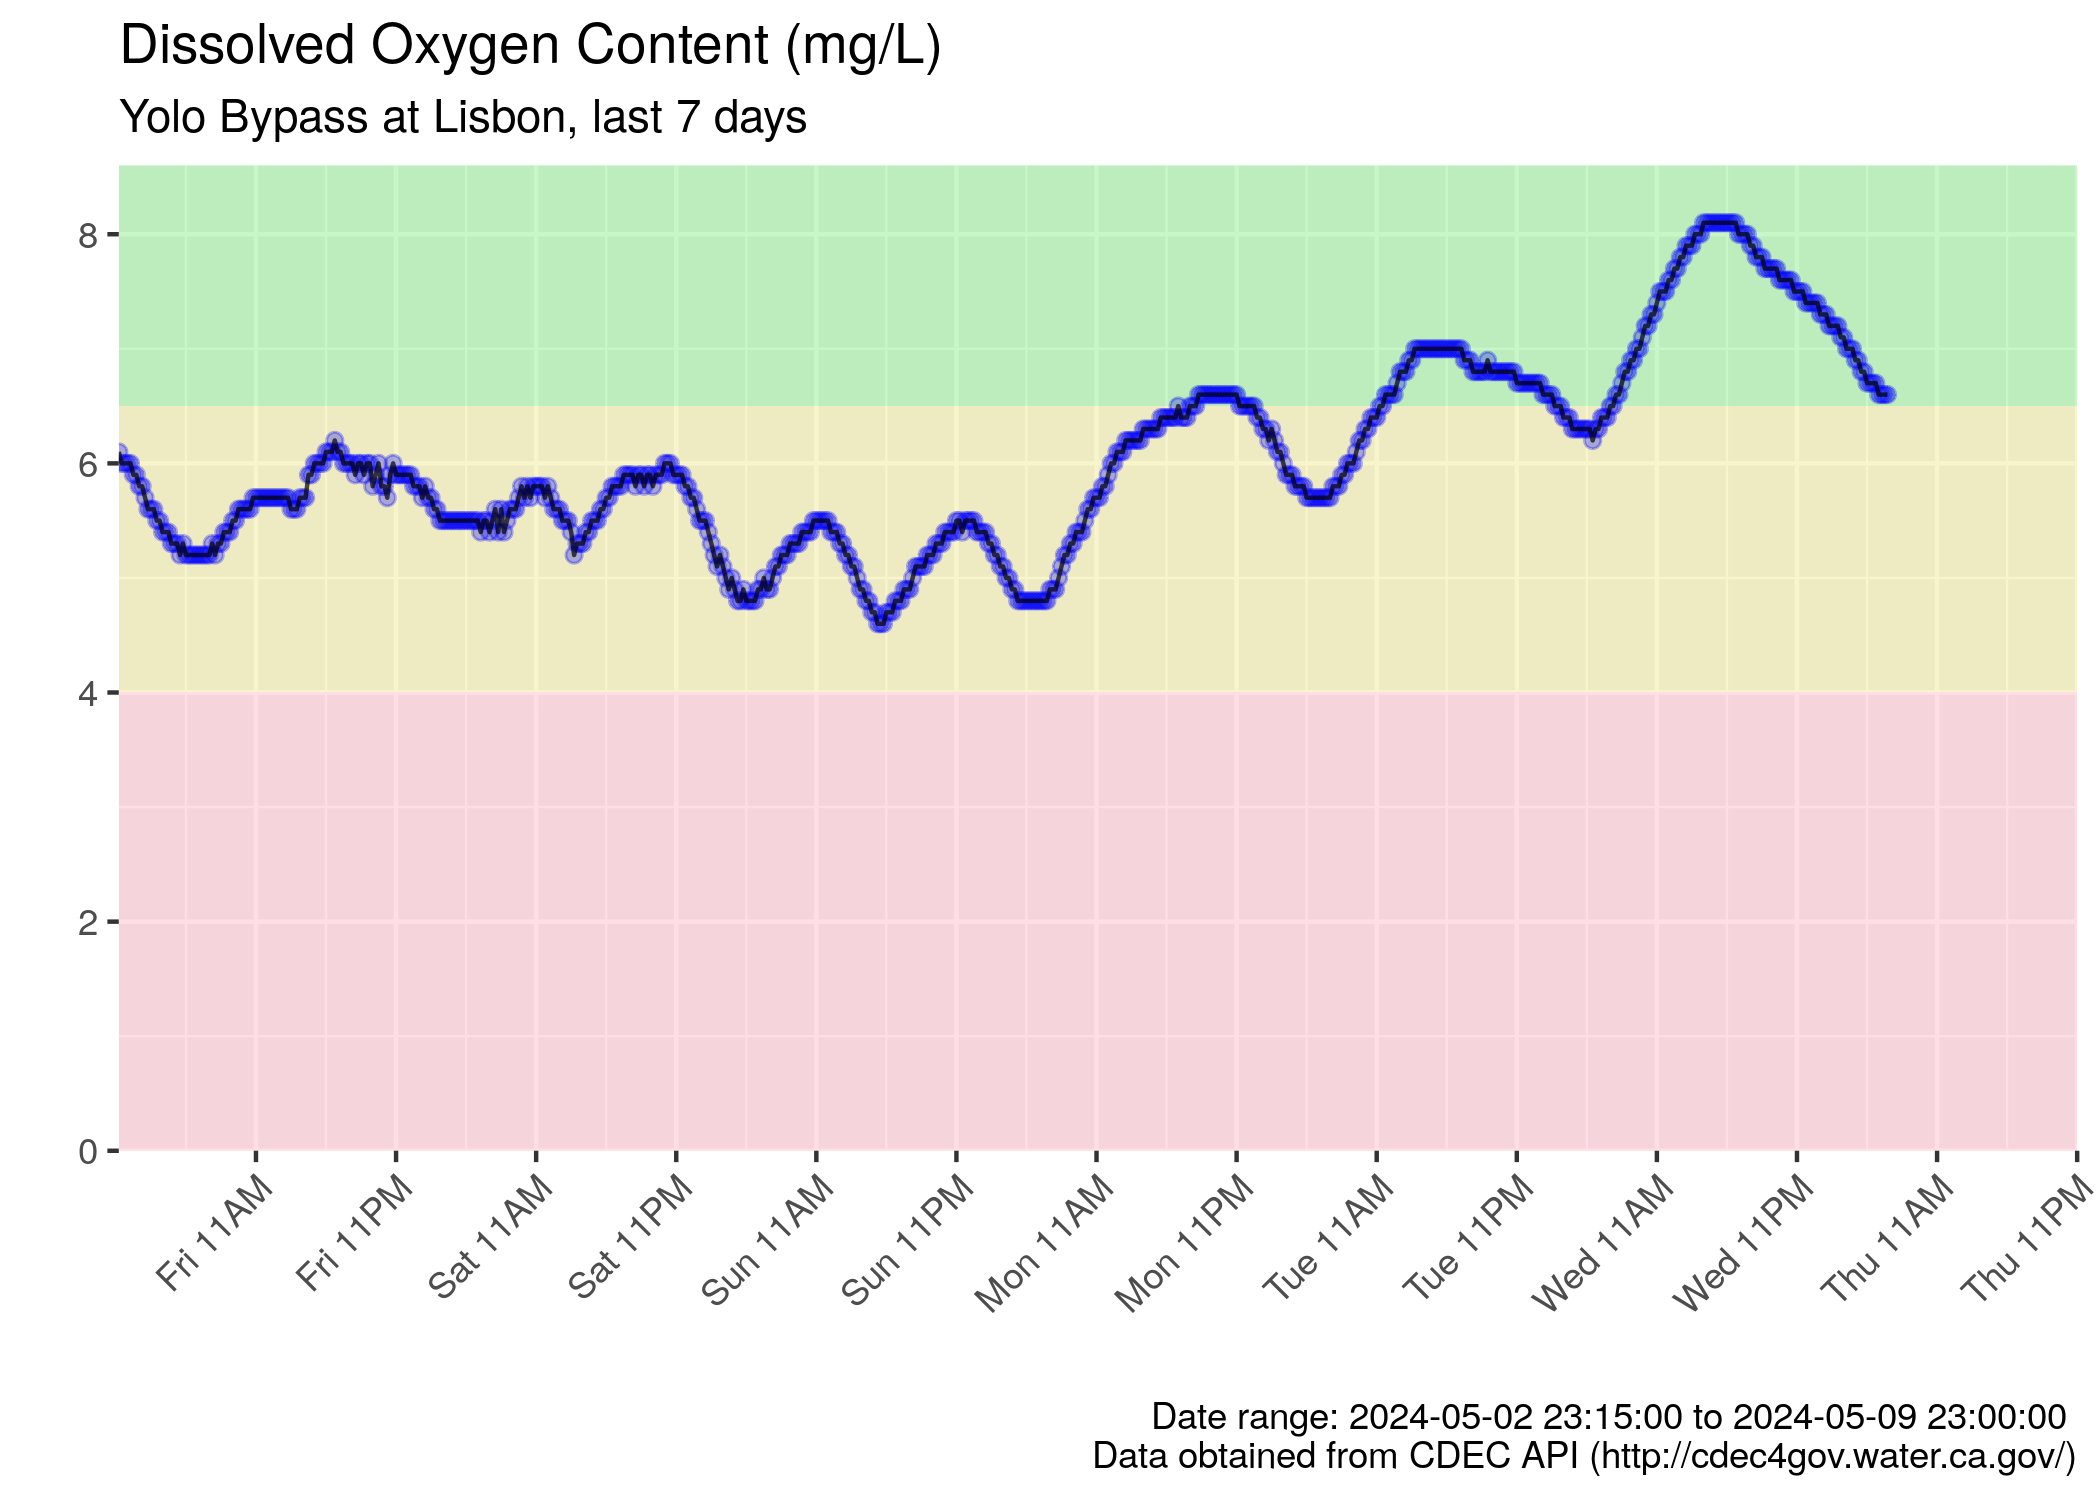 Dissolved Oxygen Content (mg/L)
Yolo Bypass at Lisbon, last 7 days
8
6
4
2
0
Fri 11AM
Fri 11PM
Sat 11AM
Sat 11PM
Sun 11AM
Sun 11PM
Mon 11AM
Mon 11PM
Tue 11AM
Tue 11PM
Wed 11AM
Wed 11PM
Thu 11AM
Thu 11PM
Date range: 2024-05-02 23:15:00 to 2024-05-09 23:00:00
Data obtained from CDEC API (http://cdec4gov.water.ca.gov/)